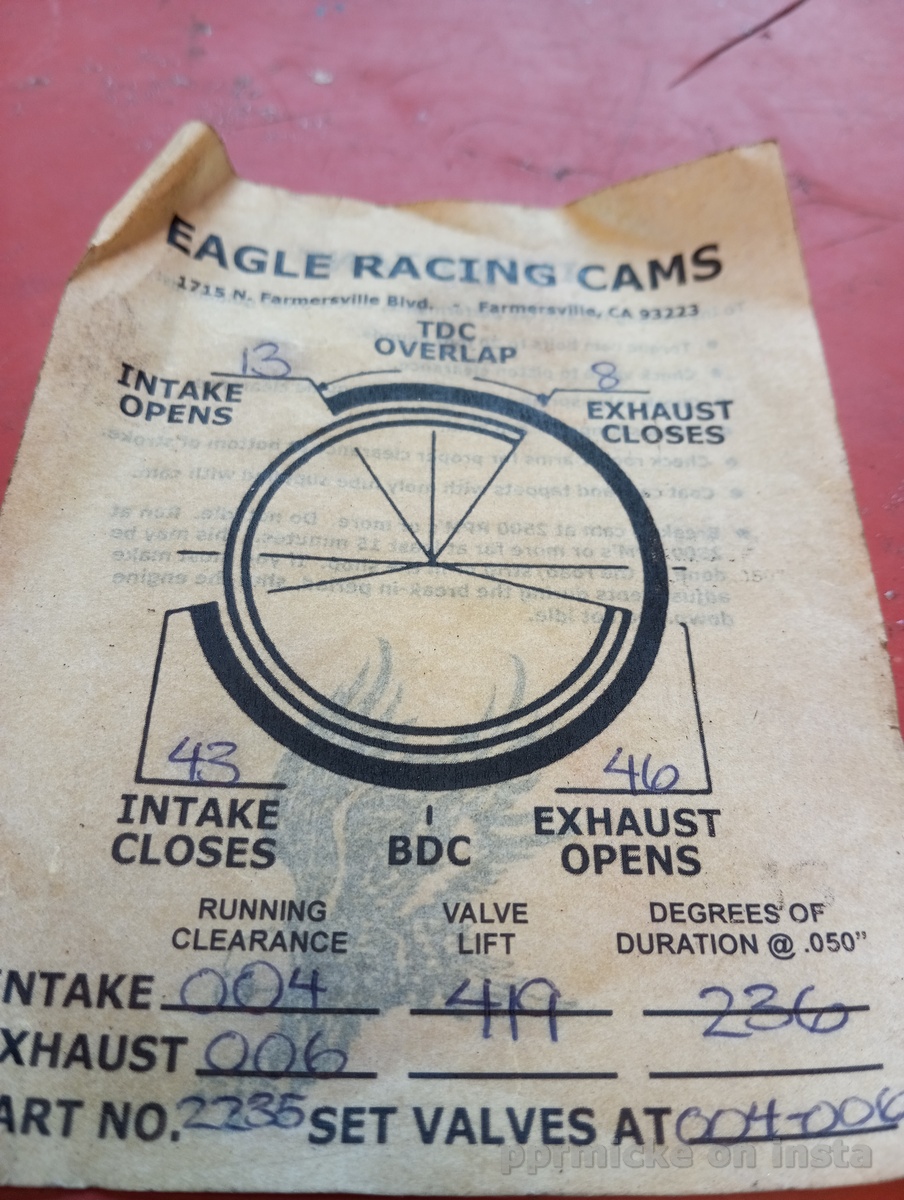 EAGLE RACING CAMS
1715 N. Farmersville Blvd. - Farmersville, CA 93223
TDC
OVERLAP
13
INTAKE
OPENS
8
EXHAUST
CLOSES
43
INTAKE
CLOSES
BDC
46
EXHAUST
OPENS
RUNNING
CLEARANCE
VALVE
LIFT
DEGREES OF
DURATION @ .050"
NTAKE 004 419 236
XHAUST 006
ART NO. 2235 SET VALVES AT 004-006
pprmicke on insta